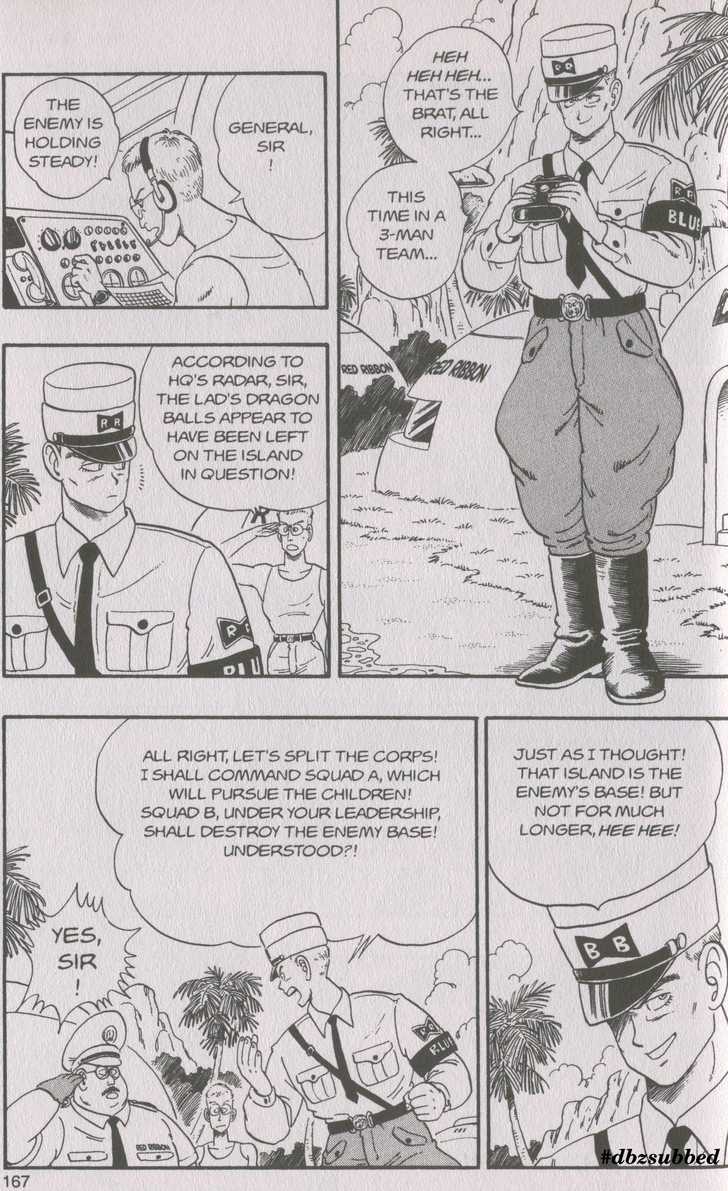 HEH
HEH HEH...
THAT'S THE
BRAT, ALL
RIGHT...
THIS
TIME IN A
3-MAN
TEAM...
RR
RR
BLUE
RED RIBBON
RED RIBBON
GENERAL,
SIR
!
THE
ENEMY IS
HOLDING
STEADY!
ACCORDING TO
HQ'S RADAR, SIR,
THE LAD'S DRAGON
BALLS APPEAR TO
HAVE BEEN LEFT
ON THE ISLAND
IN QUESTION!
RR
R
RR
BLUE
JUST AS I THOUGHT!
THAT ISLAND IS THE
ENEMY'S BASE! BUT
NOT FOR MUCH
LONGER, HEE HEE!
BB
ALL RIGHT, LET'S SPLIT THE CORPS!
I SHALL COMMAND SQUAD A, WHICH
WILL PURSUE THE CHILDREN!
SQUAD B, UNDER YOUR LEADERSHIP,
SHALL DESTROY THE ENEMY BASE!
UNDERSTOOD?!
RR
BLUE
YES,
SIR
!
RED RIBBON
167
#dbzsubbed